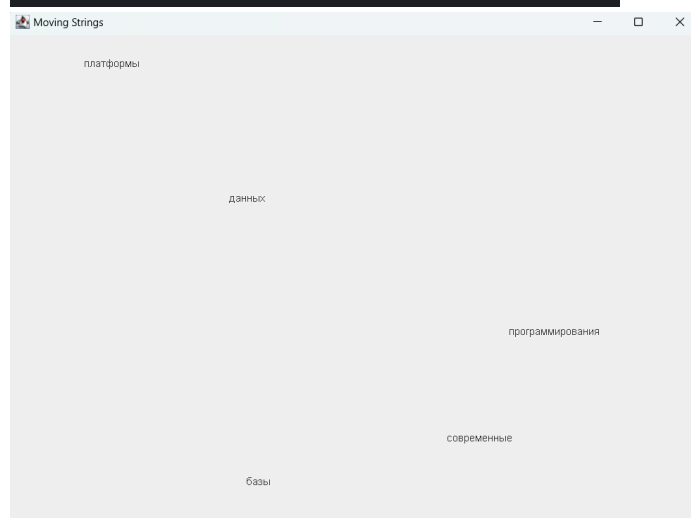 Moving Strings
платформы
данных
программирования
современные
базы